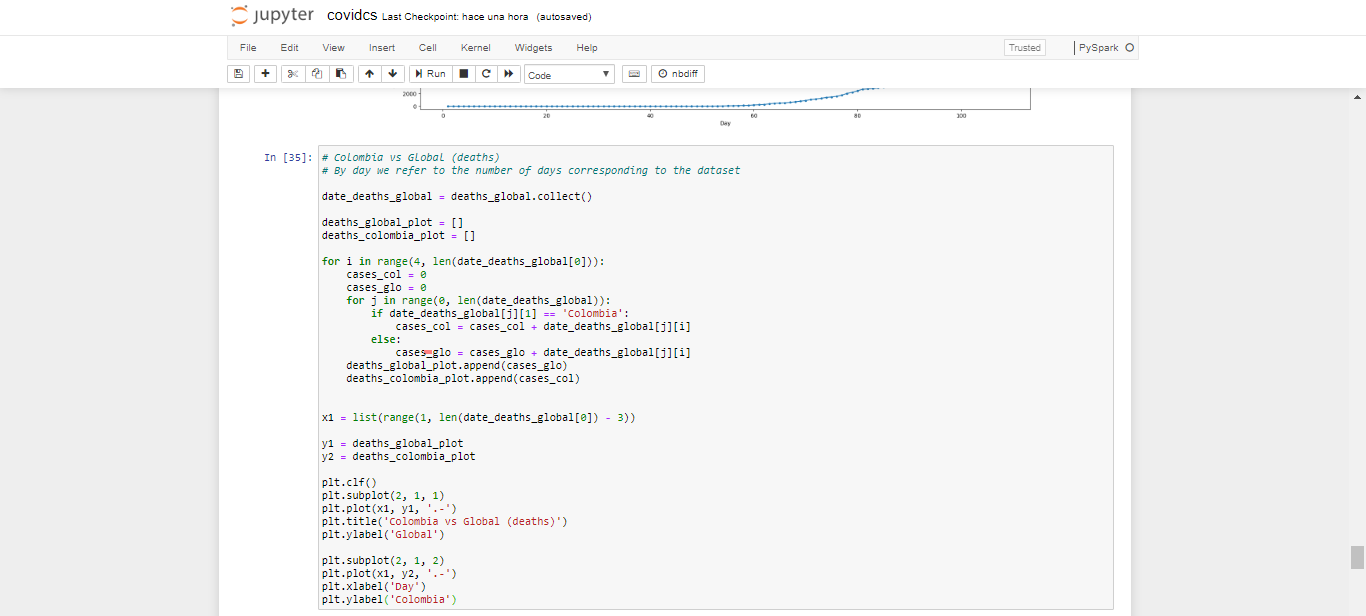 jupyter covidcs Last Checkpoint: hace una hora (autosaved)
File Edit View Insert Cell Kernel Widgets Help Trusted PySpark
Run Code nbdiff
2000
0
0 20 40 60 80 100
Day
In [35]: # Colombia vs Global (deaths)
# By day we refer to the number of days corresponding to the dataset
date_deaths_global = deaths_global.collect()
deaths_global_plot = []
deaths_colombia_plot = []
for i in range(4, len(date_deaths_global[0])):
cases_col = 0
cases_glo = 0
for j in range(0, len(date_deaths_global)):
if date_deaths_global[j][1] == 'Colombia':
cases_col = cases_col + date_deaths_global[j][i]
else:
cases_glo = cases_glo + date_deaths_global[j][i]
deaths_global_plot.append(cases_glo)
deaths_colombia_plot.append(cases_col)
x1 = list(range(1, len(date_deaths_global[0]) - 3))
y1 = deaths_global_plot
y2 = deaths_colombia_plot
plt.clf()
plt.subplot(2, 1, 1)
plt.plot(x1, y1, '.-')
plt.title('Colombia vs Global (deaths)')
plt.ylabel('Global')
plt.subplot(2, 1, 2)
plt.plot(x1, y2, '.-')
plt.xlabel('Day')
plt.ylabel('Colombia')